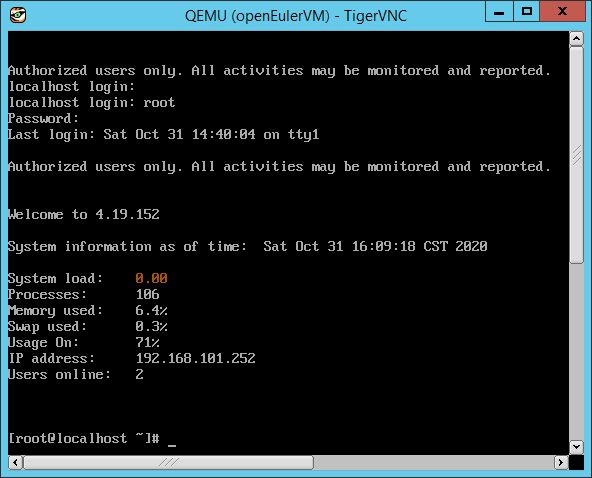 QEMU (openEulerVM) - TigerVNC
Authorized users only. All activities may be monitored and reported.
localhost login:
localhost login: root
Password:
Last login: Sat Oct 31 14:40:04 on tty1
Authorized users only. All activities may be monitored and reported.
Welcome to 4.19.152
System information as of time:  Sat Oct 31 16:09:18 CST 2020
System load:    0.00
Processes:      106
Memory used:    6.4%
Swap used:      0.3%
Usage On:       71%
IP address:     192.168.101.252
Users online:   2
[root@localhost ~]# _